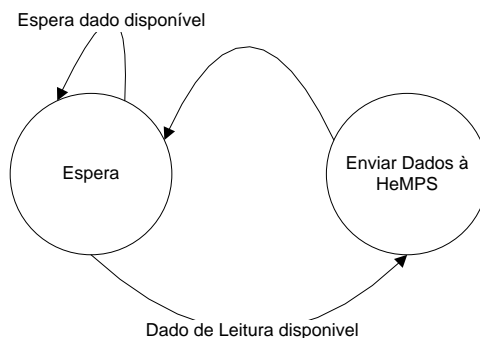 Espera dado disponível
Espera
Enviar Dados à
HeMPS
Dado de Leitura disponivel